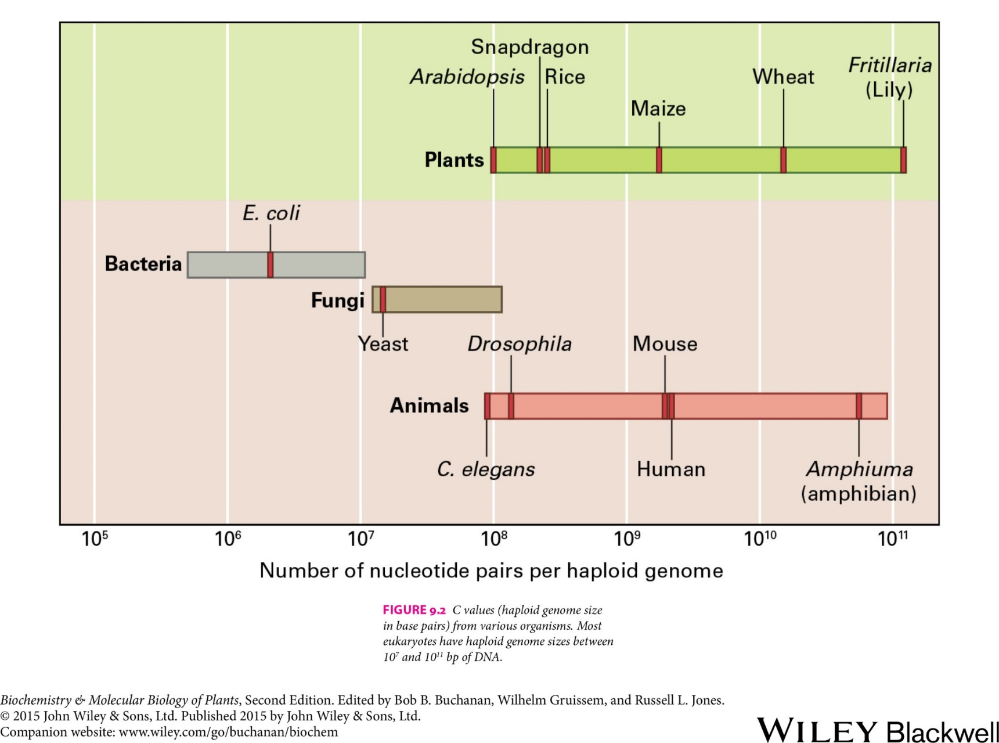 Snapdragon
Arabidopsis Rice
Wheat
Fritillaria
(Lily)
Maize
Plants
E. coli
Bacteria
Fungi
Yeast
Drosophila
Mouse
Animals
C. elegans
Human
Amphiuma
(amphibian)
10⁵ 10⁶ 10⁷ 10⁸ 10⁹ 10¹⁰ 10¹¹
Number of nucleotide pairs per haploid genome
FIGURE 9.2 C values (haploid genome size
in base pairs) from various organisms. Most
eukaryotes have haploid genome sizes between
10⁷ and 10¹¹ bp of DNA.
Biochemistry & Molecular Biology of Plants, Second Edition. Edited by Bob B. Buchanan, Wilhelm Gruissem, and Russell L. Jones.
© 2015 John Wiley & Sons, Ltd. Published 2015 by John Wiley & Sons, Ltd.
Companion website: www.wiley.com/go/buchanan/biochem
WILEY Blackwell